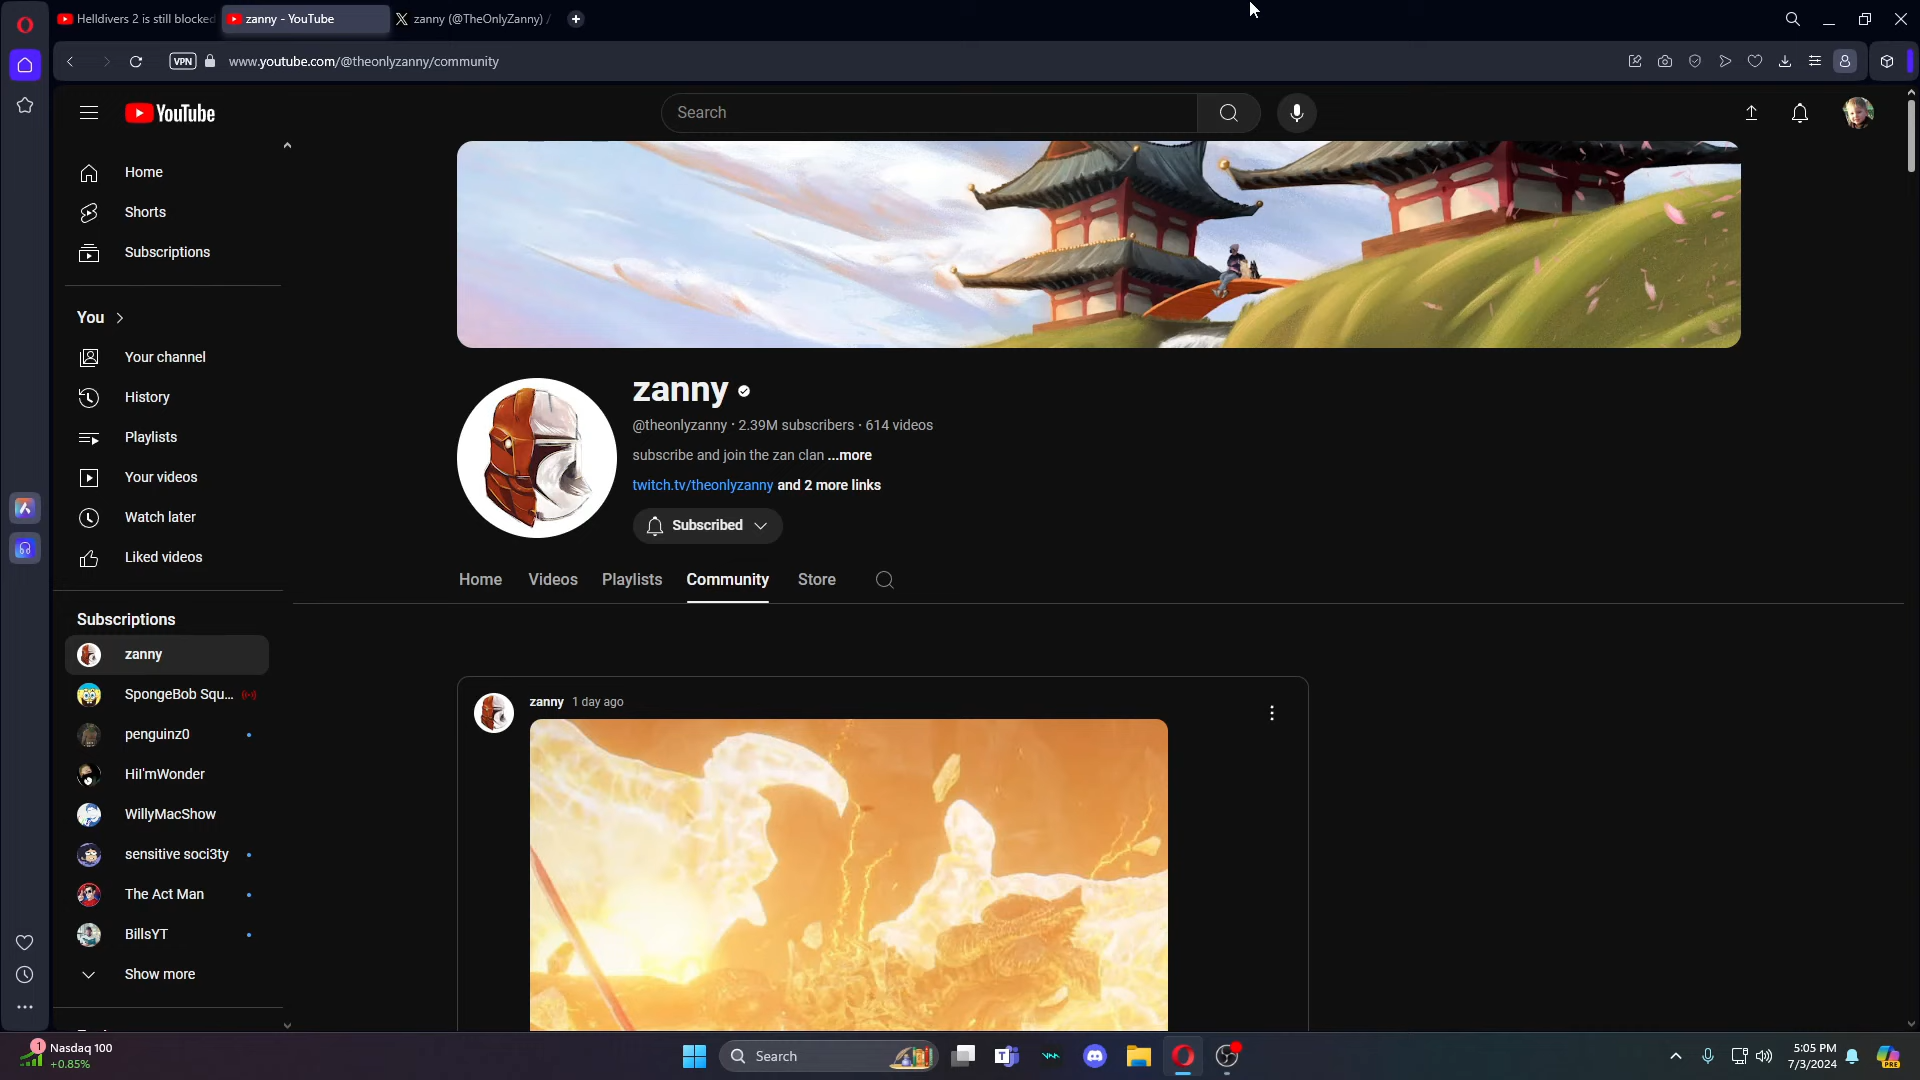 Helldivers 2 is still blocked
zanny - YouTube
zanny (@TheOnlyZanny) /
VPN
www.youtube.com/@theonlyzanny/community
YouTube
Search
Home
Shorts
Subscriptions
You
Your channel
History
Playlists
Your videos
Watch later
Liked videos
Subscriptions
zanny
SpongeBob Squ...
penguinz0
Hil'mWonder
WillyMacShow
sensitive soci3ty
The Act Man
BillsYT
Show more
zanny
@theonlyzanny · 2.39M subscribers · 614 videos
subscribe and join the zan clan ...more
twitch.tv/theonlyzanny and 2 more links
Subscribed
Home Videos Playlists Community Store
zanny 1 day ago
1
Nasdaq 100
+0.85%
Search
5:05 PM
7/3/2024
PRE